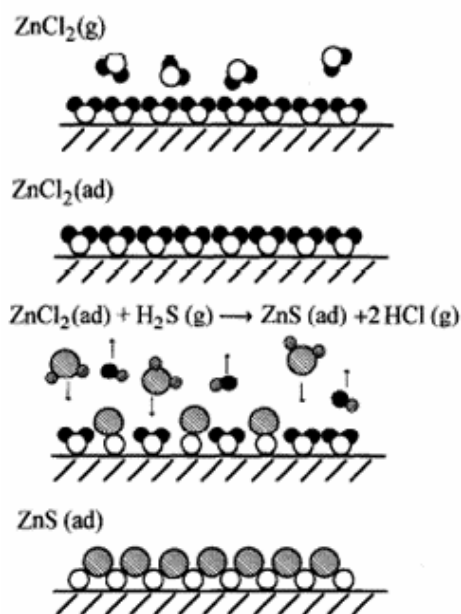 ZnCl₂(g)
ZnCl₂(ad)
ZnCl₂(ad) + H₂S (g) ⟶ ZnS (ad) +2 HCl (g)
ZnS (ad)